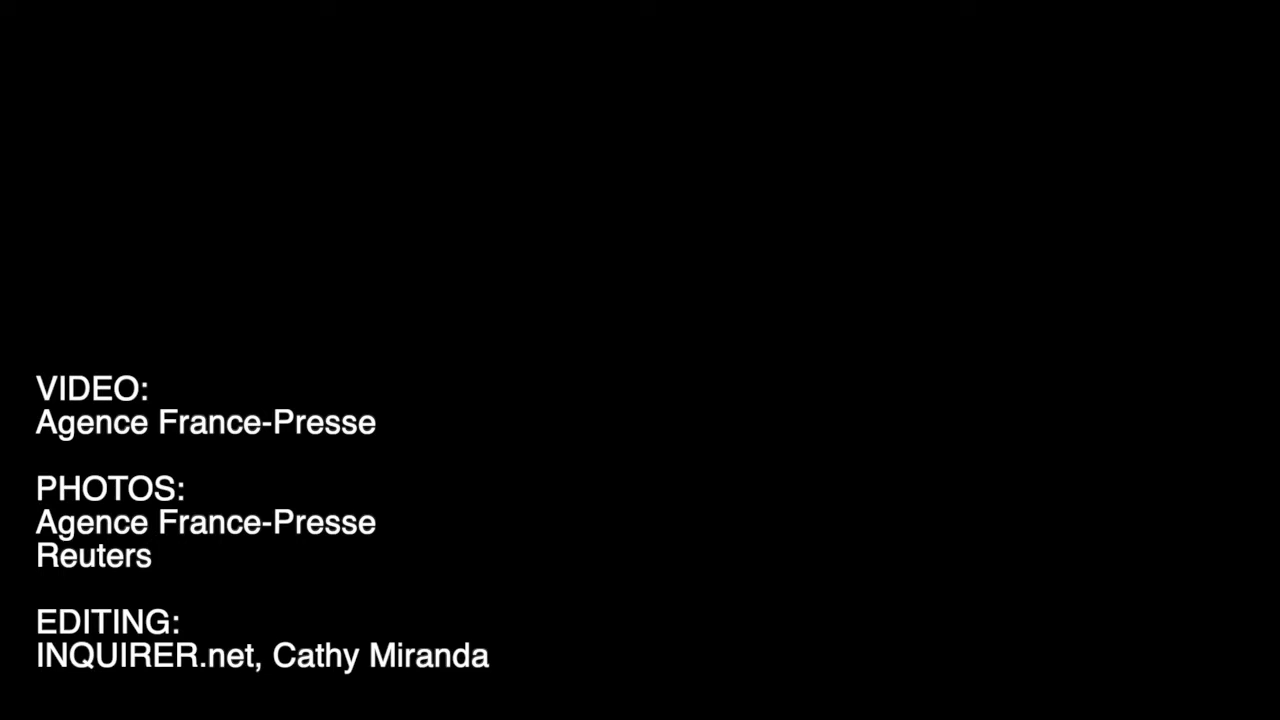 VIDEO:
Agence France-Presse
PHOTOS:
Agence France-Presse
Reuters
EDITING:
INQUIRER.net, Cathy Miranda